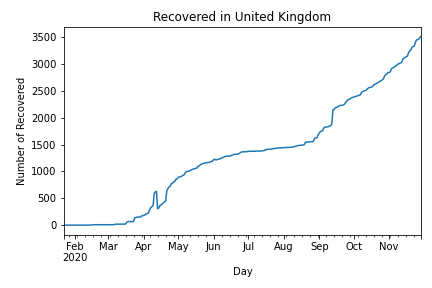 Recovered in United Kingdom
Number of Recovered
3500
3000
2500
2000
1500
1000
500
0
Feb Mar Apr May Jun Jul Aug Sep Oct Nov
2020
Day